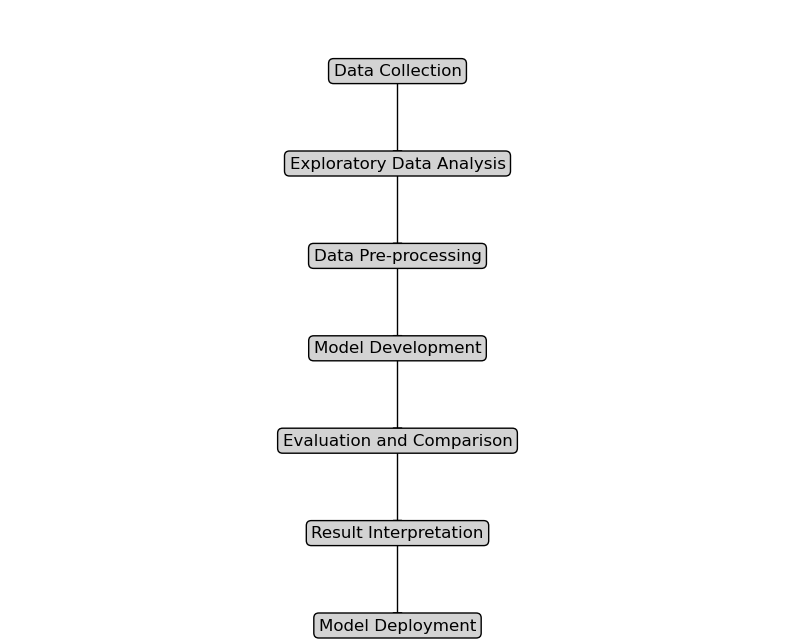 Data Collection
Exploratory Data Analysis
Data Pre-processing
Model Development
Evaluation and Comparison
Result Interpretation
Model Deployment